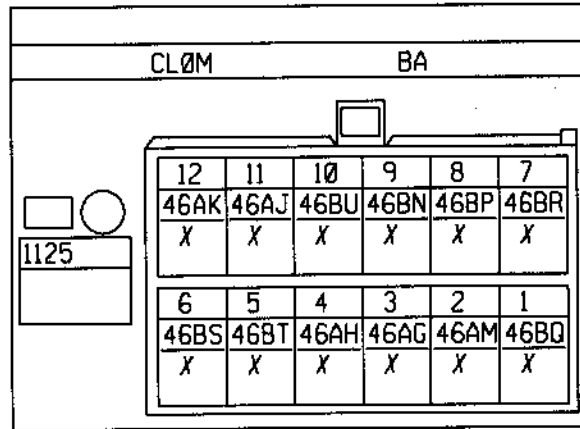 CLØM BA
12 11 10 9 8 7
46AK 46AJ 46BU 46BN 46BP 46BR
X X X X X X
1125
6 5 4 3 2 1
46BS 46BT 46AH 46AG 46AM 46BQ
X X X X X X